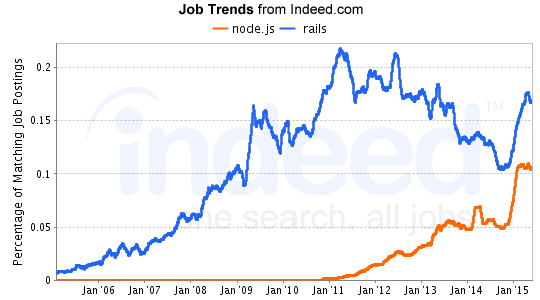 Job Trends from Indeed.com
node.js rails
Percentage of Matching Job Postings
0.2
0.15
0.1
0.05
0
Jan'06 Jan'07 Jan'08 Jan'09 Jan'10 Jan'11 Jan'12 Jan'13 Jan'14 Jan'15
indeed™
one search. all jobs.